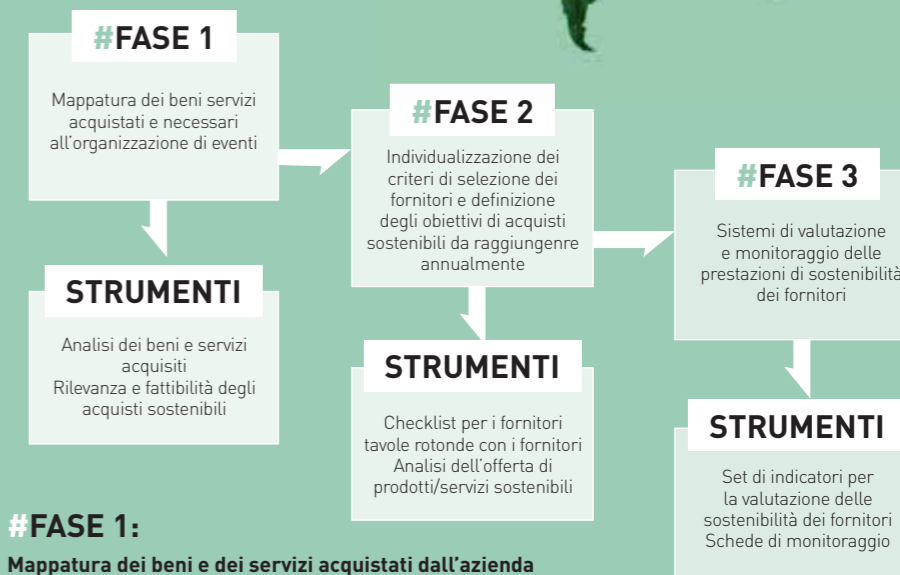 #FASE 1
Mappatura dei beni servizi
acquistati e necessari
all'organizzazione di eventi
STRUMENTI
Analisi dei beni e servizi
acquisiti
Rilevanza e fattibilità degli
acquisti sostenibili
#FASE 2
Individualizzazione dei
criteri di selezione dei
fornitori e definizione
degli obiettivi di acquisti
sostenibili da raggiungenre
annualmente
STRUMENTI
Checklist per i fornitori
tavole rotonde con i fornitori
Analisi dell'offerta di
prodotti/servizi sostenibili
#FASE 3
Sistemi di valutazione
e monitoraggio delle
prestazioni di sostenibilità
dei fornitori
STRUMENTI
Set di indicatori per
la valutazione delle
sostenibilità dei fornitori
Schede di monitoraggio
#FASE 1:
Mappatura dei beni e dei servizi acquistati dall'azienda